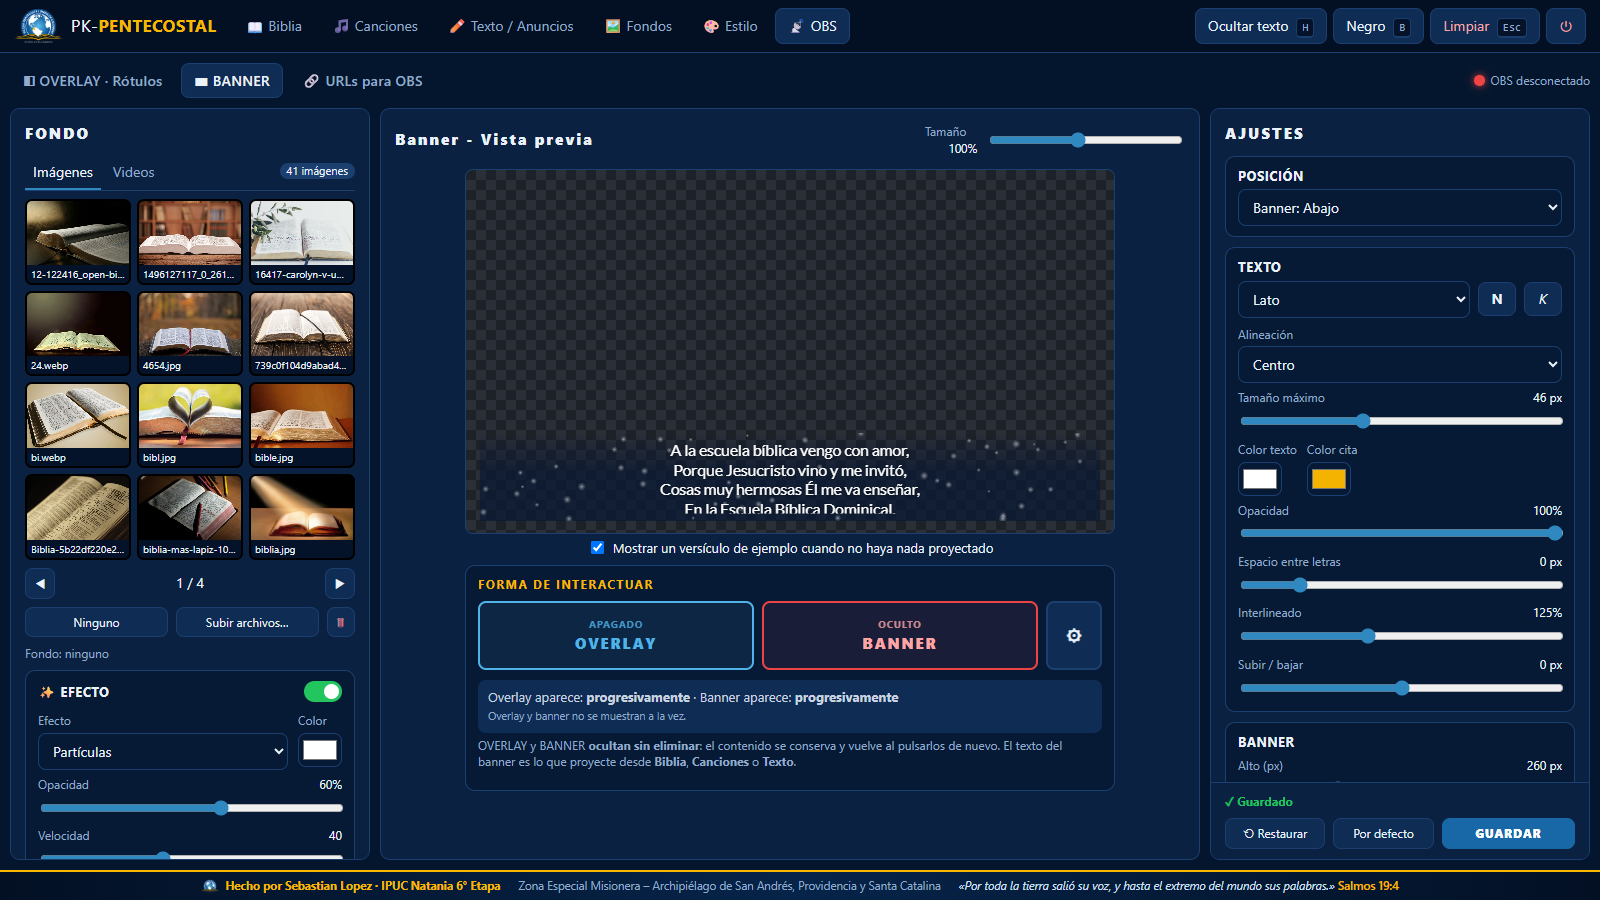 PK-PENTECOSTAL
Biblia
Canciones
Texto / Anuncios
Fondos
Estilo
OBS
Ocultar texto H
Negro B
Limpiar Esc
OVERLAY · Rótulos
BANNER
URLs para OBS
OBS desconectado
FONDO
Imágenes
Videos
41 imágenes
12-122416_open-bi...
1496127117_0_261...
16417-carolyn-v-u...
24.webp
4654.jpg
739c0f104d9abad4...
bi.webp
bibl.jpg
bible.jpg
Biblia-5b22df220e2...
biblia-mas-lapiz-10...
biblia.jpg
1 / 4
Ninguno
Subir archivos...
Fondo: ninguno
EFECTO
Efecto
Color
Partículas
Opacidad 60%
Velocidad 40
Banner - Vista previa
Tamaño
100%
A la escuela bíblica vengo con amor,
Porque Jesucristo vino y me invitó,
Cosas muy hermosas Él me va enseñar,
En la Escuela Bíblica Dominical.
Mostrar un versículo de ejemplo cuando no haya nada proyectado
FORMA DE INTERACTUAR
APAGADO
OVERLAY
OCULTO
BANNER
Overlay aparece: progresivamente · Banner aparece: progresivamente
Overlay y banner no se muestran a la vez.
OVERLAY y BANNER ocultan sin eliminar: el contenido se conserva y vuelve al pulsarlos de nuevo. El texto del
banner es lo que proyecte desde Biblia, Canciones o Texto.
AJUSTES
POSICIÓN
Banner: Abajo
TEXTO
Lato
N
K
Alineación
Centro
Tamaño máximo 46 px
Color texto
Color cita
Opacidad 100%
Espacio entre letras 0 px
Interlineado 125%
Subir / bajar 0 px
BANNER
Alto (px) 260 px
✓ Guardado
Restaurar
Por defecto
GUARDAR
Hecho por Sebastian Lopez · IPUC Natania 6° Etapa
Zona Especial Misionera – Archipiélago de San Andrés, Providencia y Santa Catalina
«Por toda la tierra salió su voz, y hasta el extremo del mundo sus palabras.» Salmos 19:4